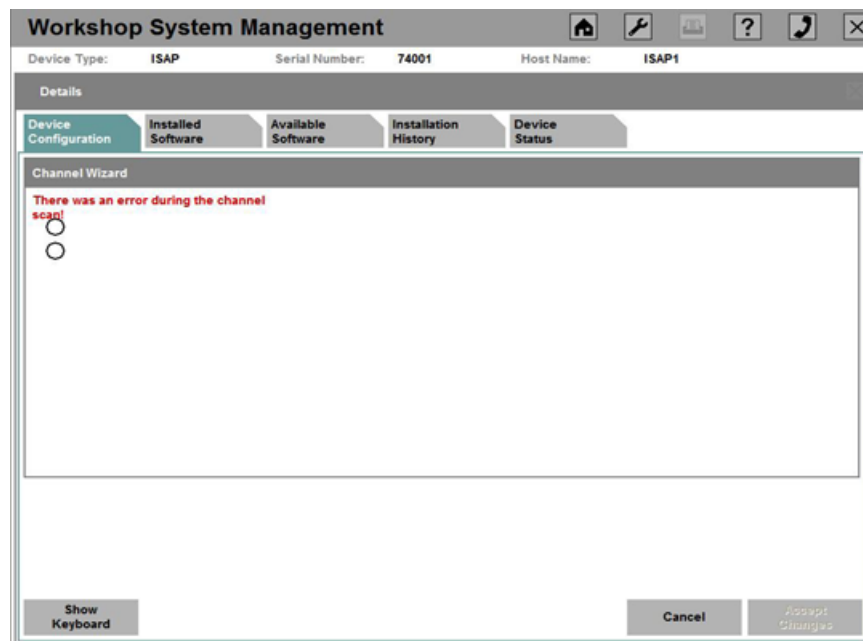 Workshop System Management
?
Device Type: ISAP Serial Number: 74001 Host Name: ISAP1
Details
Device Configuration
Installed Software
Available Software
Installation History
Device Status
Channel Wizard
There was an error during the channel
scan!
Show Keyboard
Cancel
Accept Changes